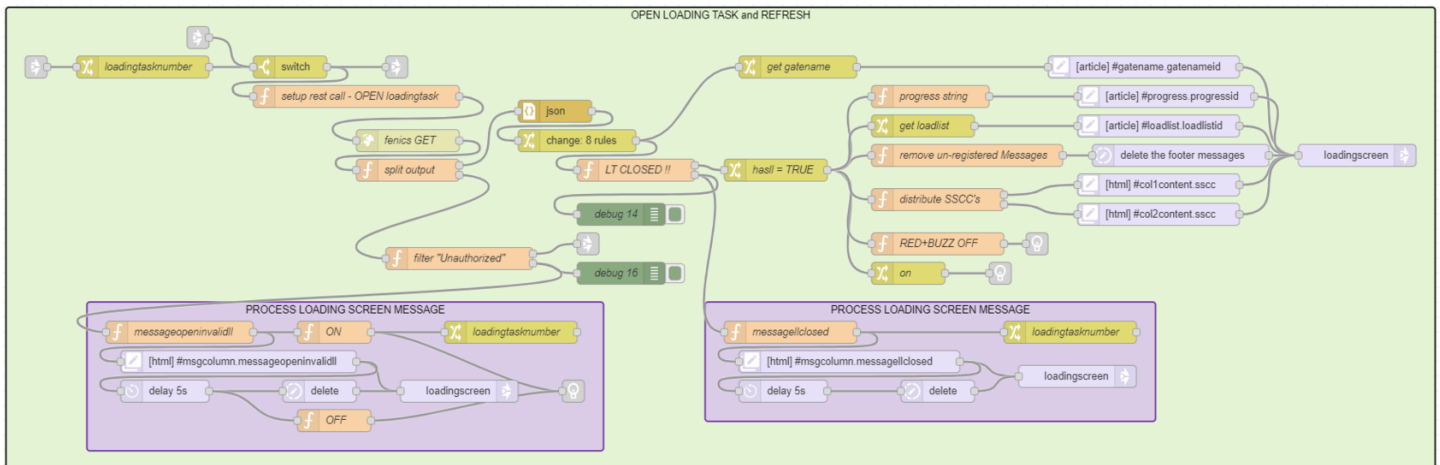 OPEN LOADING TASK and REFRESH
loadingtasknumber
switch
get gatename
[article] #gatename.gatenameid
setup rest call - OPEN loadingtask
progress string
[article] #progress.progressid
json
get loadlist
[article] #loadlist.loadlistid
fenics GET
change: 8 rules
remove un-registered Messages
delete the footer messages
loadingscreen
split output
LT CLOSED !!
hasll = TRUE
[html] #col1content.sscc
distribute SSCC's
debug 14
[html] #col2content.sscc
RED+BUZZ OFF
filter "Unauthorized"
debug 16
on
PROCESS LOADING SCREEN MESSAGE
messageopeninvalidll
ON
loadingtasknumber
[html] #msgcolumn.messageopeninvalidll
delay 5s
delete
loadingscreen
OFF
PROCESS LOADING SCREEN MESSAGE
messagellclosed
loadingtasknumber
[html] #msgcolumn.messagellclosed
loadingscreen
delay 5s
delete